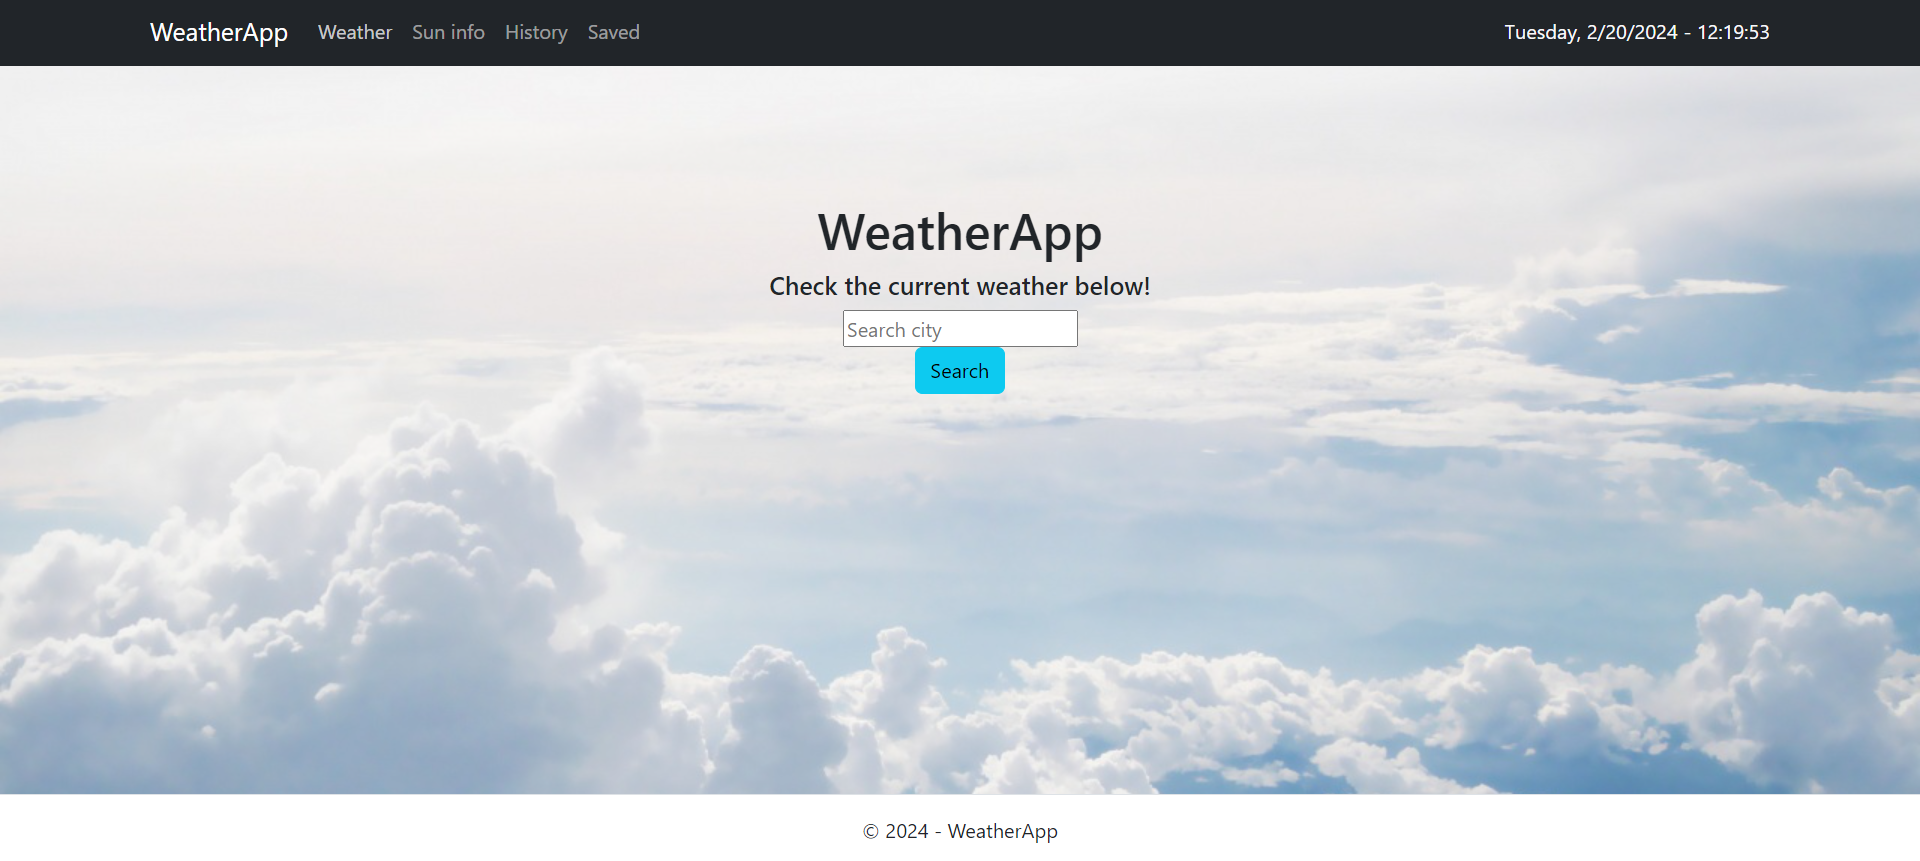 WeatherApp Weather Sun info History Saved Tuesday, 2/20/2024 - 12:19:53
WeatherApp
Check the current weather below!
Search city
Search
© 2024 - WeatherApp